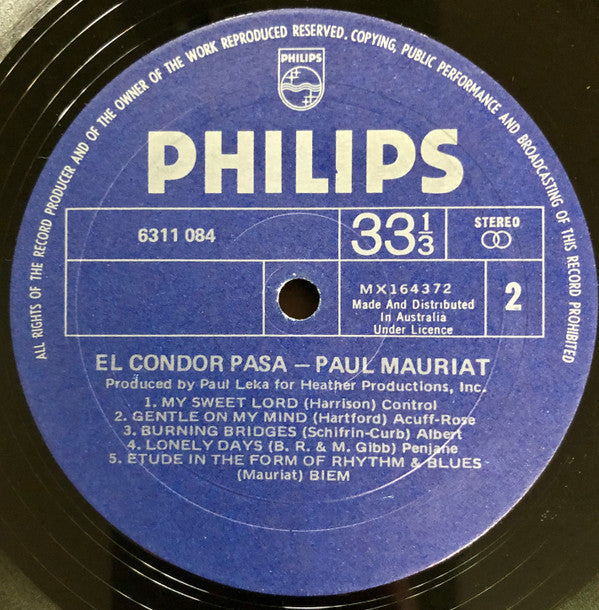 ALL RIGHTS OF THE RECORD PRODUCER AND OF THE OWNER OF THE WORK REPRODUCED RESERVED. COPYING, PUBLIC PERFORMANCE AND BROADCASTING OF THIS RECORD PROHIBITED
PHILIPS
PHILIPS
6311 084
33 1/3
STEREO
MX164372
Made And Distributed
In Australia
Under Licence
2
EL CONDOR PASA – PAUL MAURIAT
Produced by Paul Leka for Heather Productions, Inc.
1. MY SWEET LORD (Harrison) Control
2. GENTLE ON MY MIND (Hartford) Acuff-Rose
3. BURNING BRIDGES (Schifrin-Curb) Albert
4. LONELY DAYS (B. R. & M. Gibb) Penjane
5. ETUDE IN THE FORM OF RHYTHM & BLUES
(Mauriat) BIEM